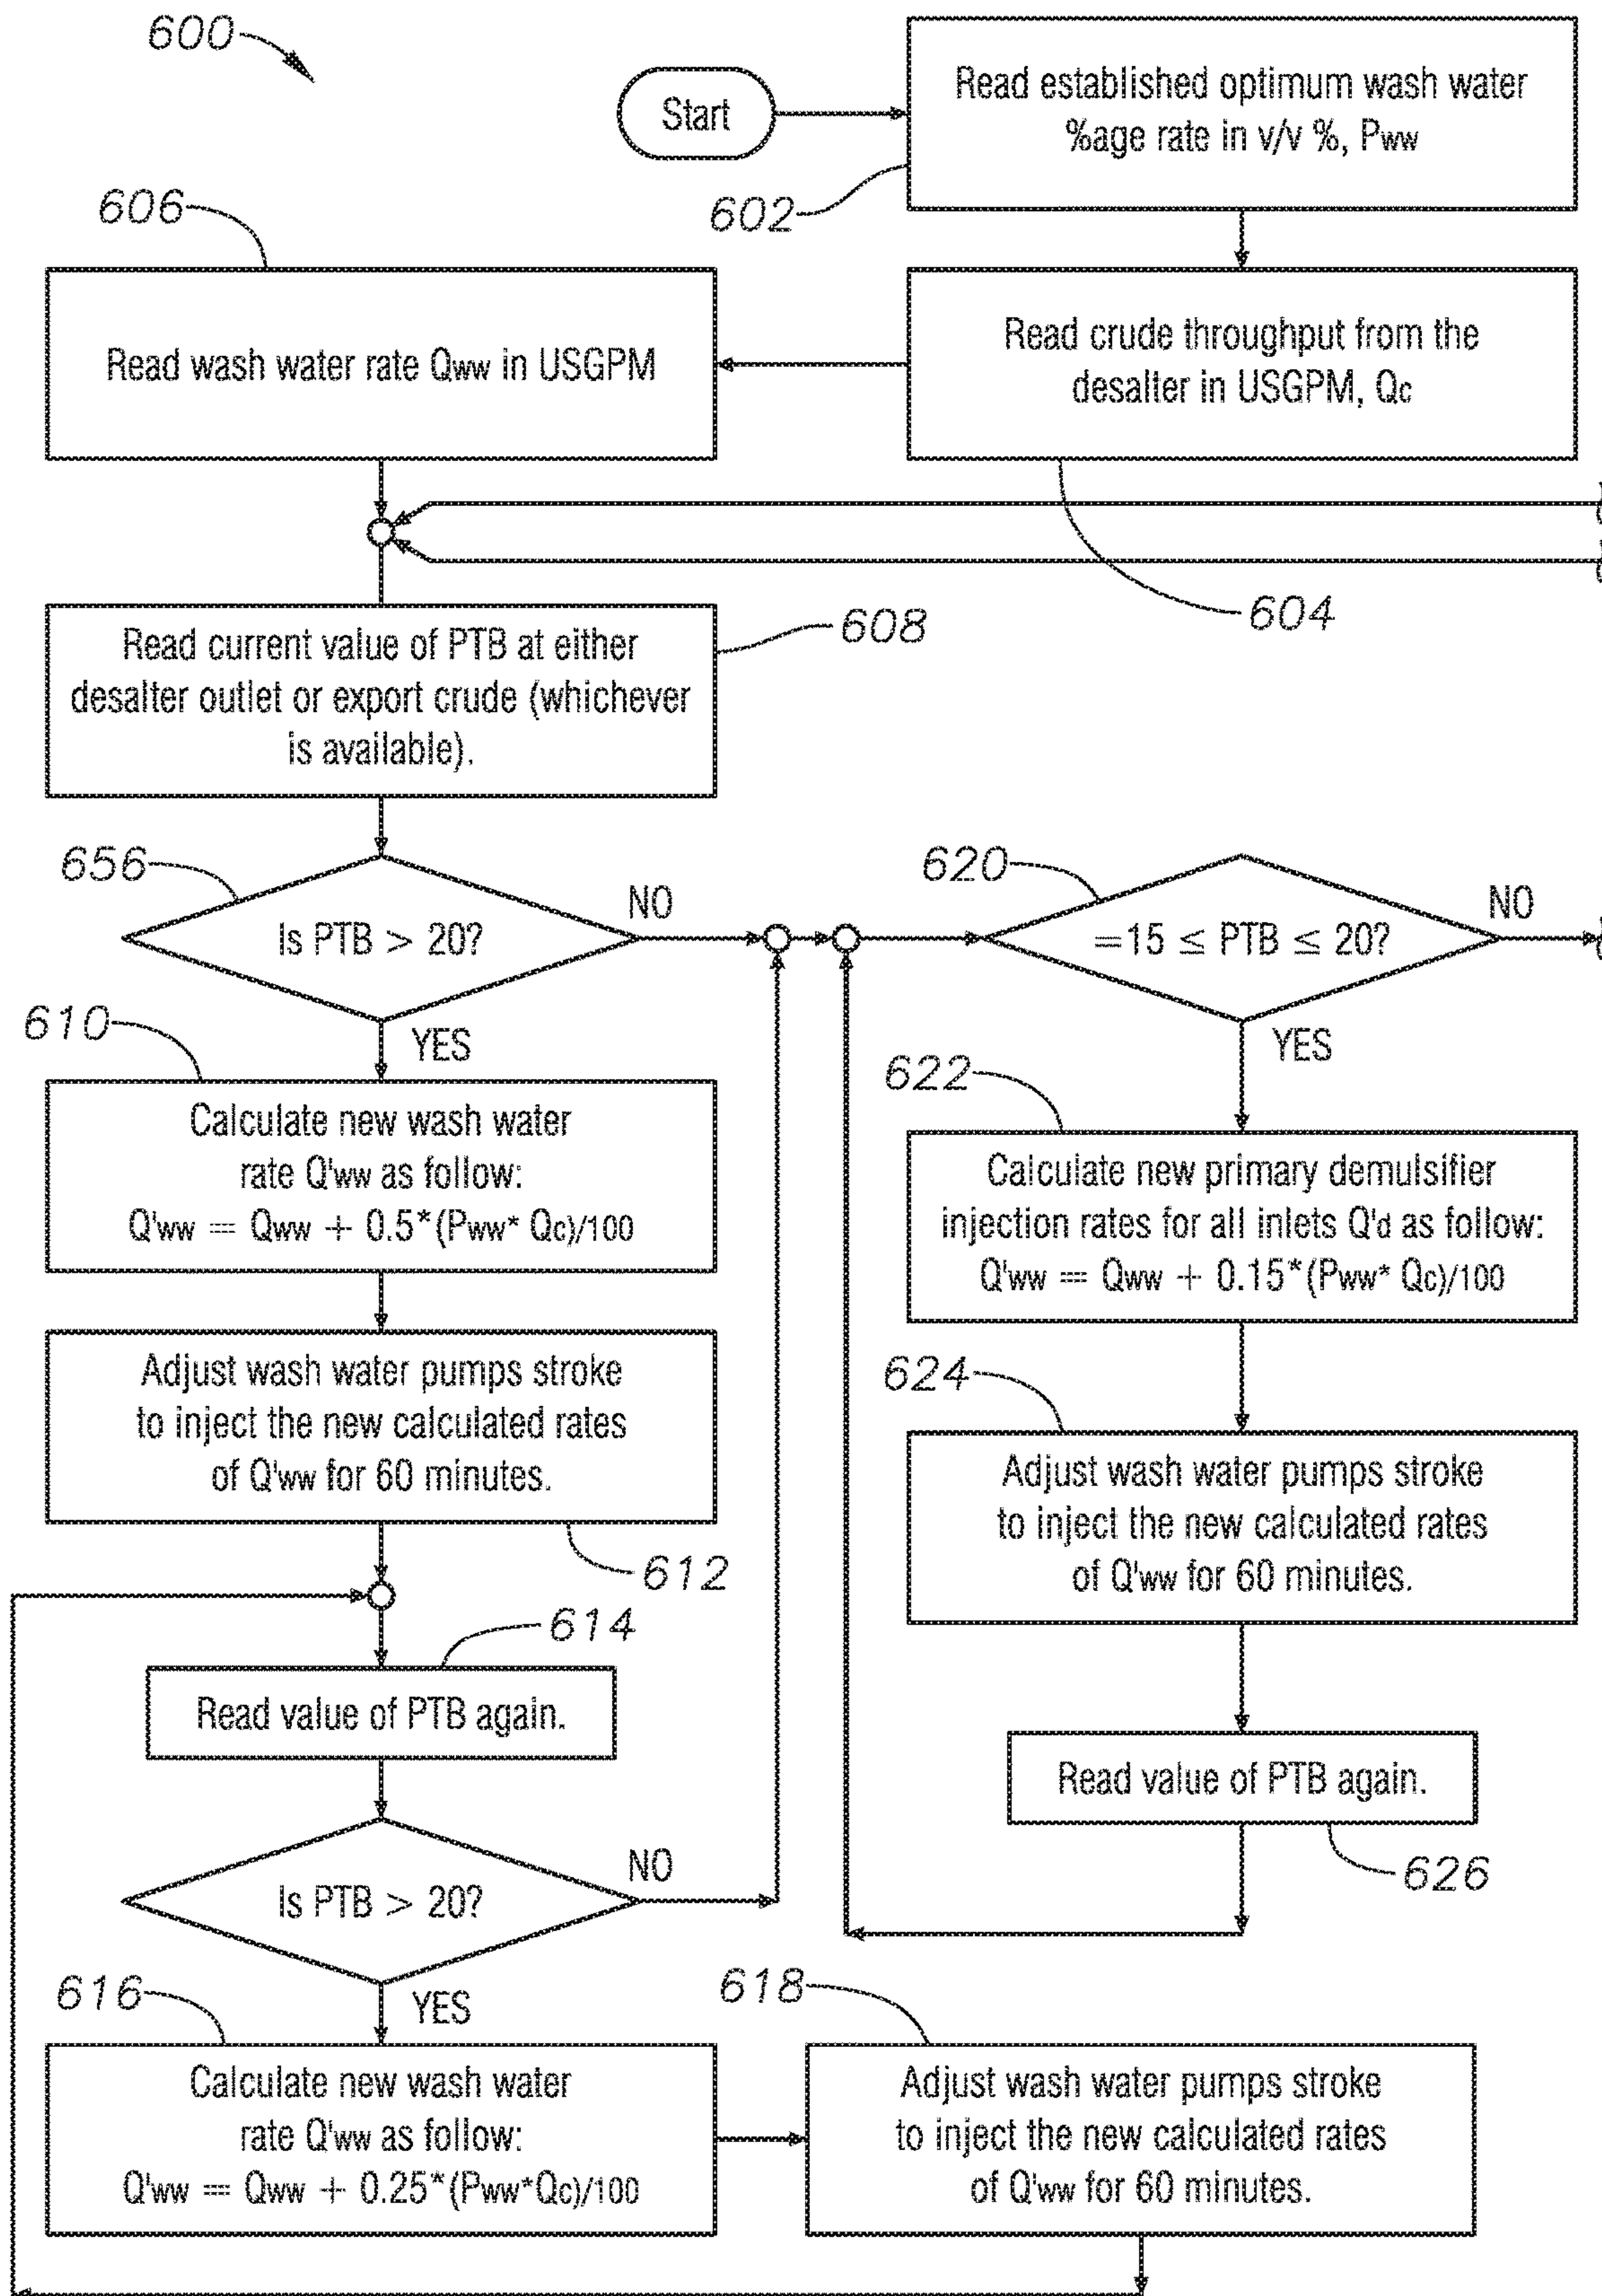 600
Start
Read established optimum wash water
%age rate in v/v %, Pww
602
606
Read wash water rate Qww in USGPM
Read crude throughput from the
desalter in USGPM, Qc
604
Read current value of PTB at either
desalter outlet or export crude (whichever
is available).
608
656
Is PTB > 20?
NO
YES
620
=15 ≤ PTB ≤ 20?
NO
YES
610
Calculate new wash water
rate Q'ww as follow:
Q'ww = Qww + 0.5*(Pww* Qc)/100
622
Calculate new primary demulsifier
injection rates for all inlets Q'd as follow:
Q'ww = Qww + 0.15*(Pww* Qc)/100
Adjust wash water pumps stroke
to inject the new calculated rates
of Q'ww for 60 minutes.
612
624
Adjust wash water pumps stroke
to inject the new calculated rates
of Q'ww for 60 minutes.
614
Read value of PTB again.
Read value of PTB again.
626
Is PTB > 20?
NO
YES
616
Calculate new wash water
rate Q'ww as follow:
Q'ww = Qww + 0.25*(Pww*Qc)/100
618
Adjust wash water pumps stroke
to inject the new calculated rates
of Q'ww for 60 minutes.